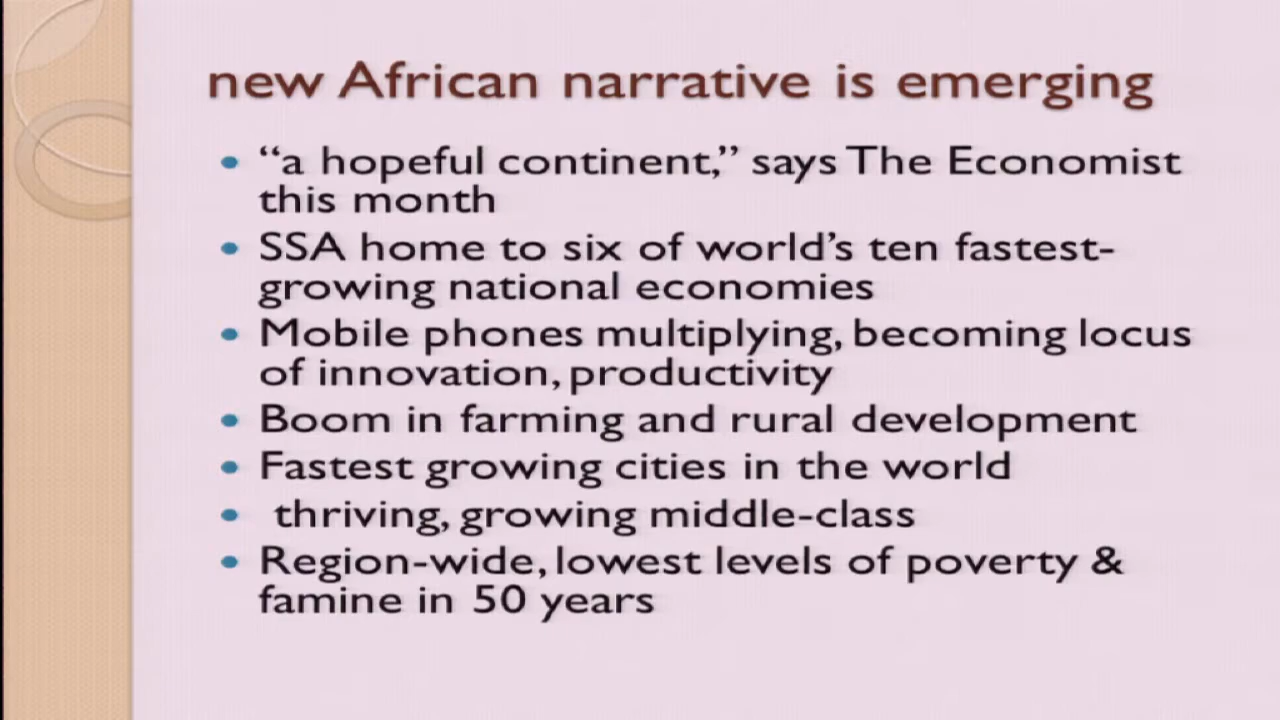 new African narrative is emerging
• “a hopeful continent,” says The Economist
this month
• SSA home to six of world’s ten fastest-
growing national economies
• Mobile phones multiplying, becoming locus
of innovation, productivity
• Boom in farming and rural development
• Fastest growing cities in the world
• thriving, growing middle-class
• Region-wide, lowest levels of poverty &
famine in 50 years